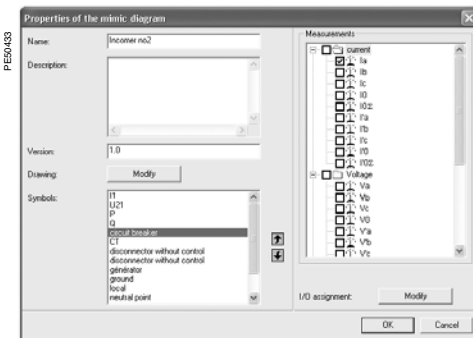 PE50433
Properties of the mimic diagram
Name:
Incomer no2
Description:
Version:
1.0
Drawing:
Modify
Symbols:
I1
U21
P
Q
circuit breaker
CT
disconnector without control
disconnector without control
générator
ground
local
neutral point
Measurements
current
Ia
Ib
Ic
I0
I0Σ
I'a
I'b
I'c
I'0
I'0Σ
Voltage
Va
Vb
Vc
V0
V'a
V'b
V'c
I/O assignment:
Modify
OK
Cancel